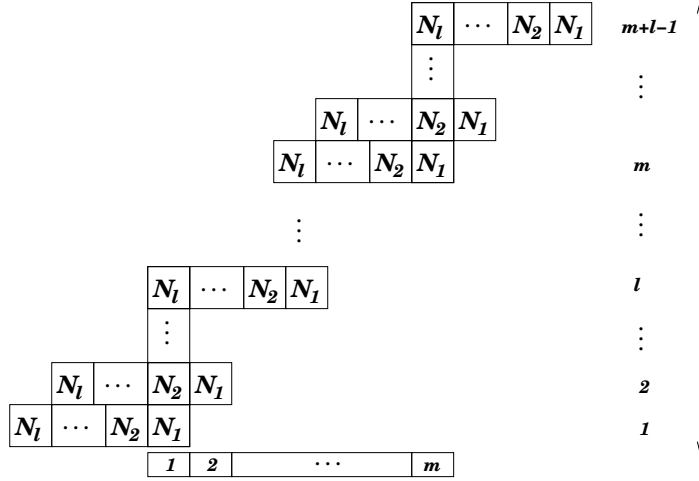 N_l ⋯ N_2 N_1 m+l−1
⋮ ⋮
N_l ⋯ N_2 N_1
N_l ⋯ N_2 N_1 m
⋮ ⋮
N_l ⋯ N_2 N_1 l
⋮ ⋮
N_l ⋯ N_2 N_1 2
N_l ⋯ N_2 N_1 1
1 2 ⋯ m